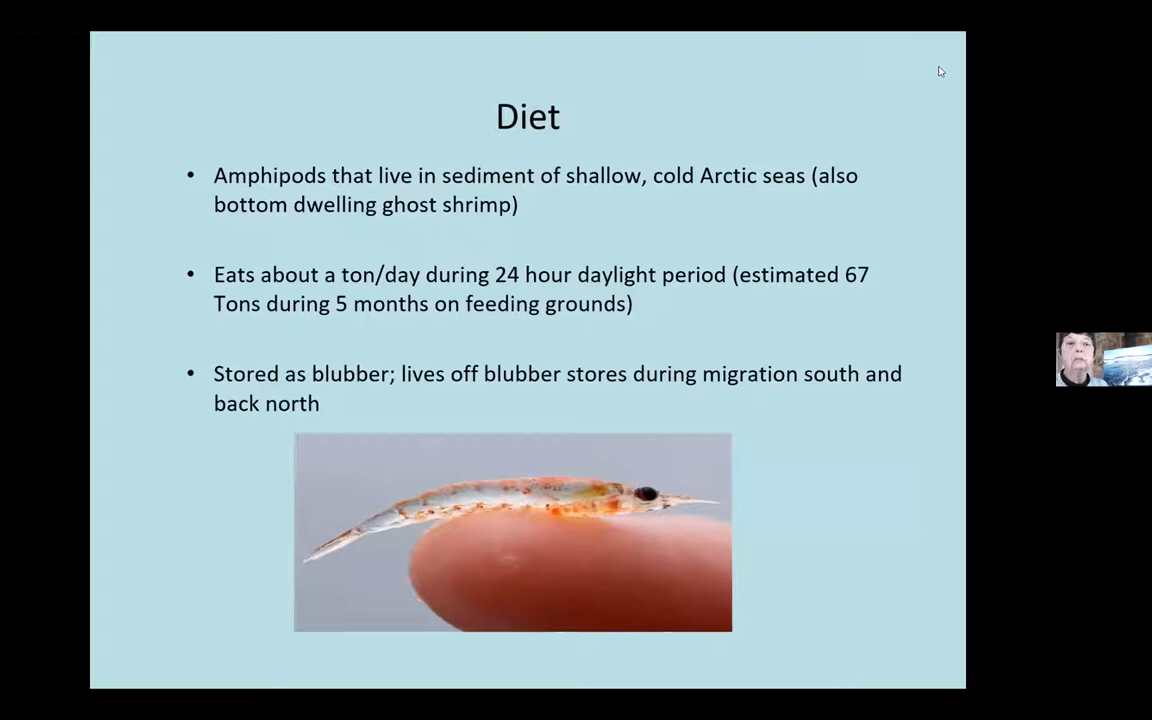 Diet
• Amphipods that live in sediment of shallow, cold Arctic seas (also
bottom dwelling ghost shrimp)
• Eats about a ton/day during 24 hour daylight period (estimated 67
Tons during 5 months on feeding grounds)
• Stored as blubber; lives off blubber stores during migration south and
back north